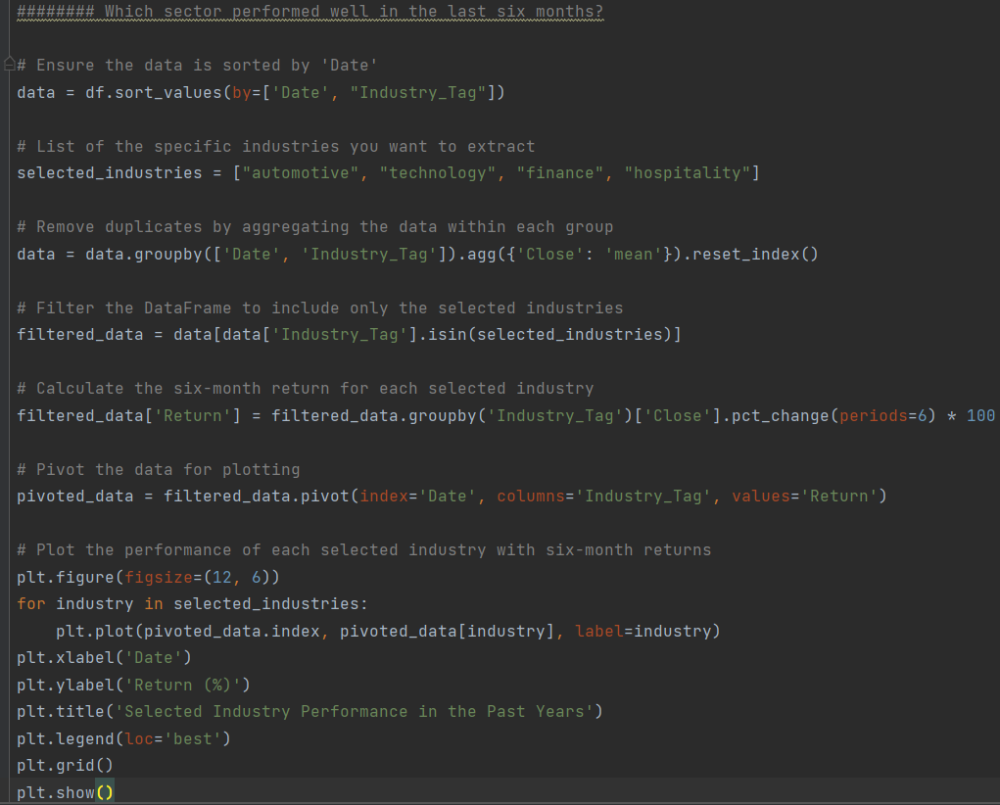 ######## Which sector performed well in the last six months?
# Ensure the data is sorted by 'Date'
data = df.sort_values(by=['Date', "Industry_Tag"])
# List of the specific industries you want to extract
selected_industries = ["automotive", "technology", "finance", "hospitality"]
# Remove duplicates by aggregating the data within each group
data = data.groupby(['Date', 'Industry_Tag']).agg({'Close': 'mean'}).reset_index()
# Filter the DataFrame to include only the selected industries
filtered_data = data[data['Industry_Tag'].isin(selected_industries)]
# Calculate the six-month return for each selected industry
filtered_data['Return'] = filtered_data.groupby('Industry_Tag')['Close'].pct_change(periods=6) * 100
# Pivot the data for plotting
pivoted_data = filtered_data.pivot(index='Date', columns='Industry_Tag', values='Return')
# Plot the performance of each selected industry with six-month returns
plt.figure(figsize=(12, 6))
for industry in selected_industries:
    plt.plot(pivoted_data.index, pivoted_data[industry], label=industry)
plt.xlabel('Date')
plt.ylabel('Return (%)')
plt.title('Selected Industry Performance in the Past Years')
plt.legend(loc='best')
plt.grid()
plt.show()